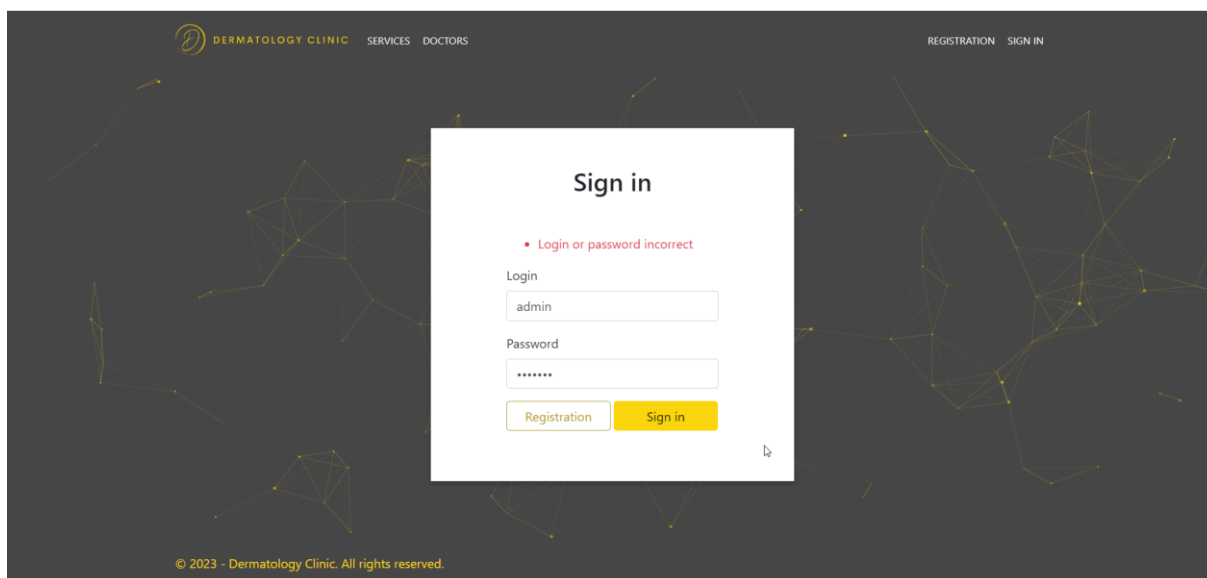 DERMATOLOGY CLINIC SERVICES DOCTORS REGISTRATION SIGN IN
Sign in
• Login or password incorrect
Login
admin
Password
•••••••
Registration Sign in
© 2023 - Dermatology Clinic. All rights reserved.